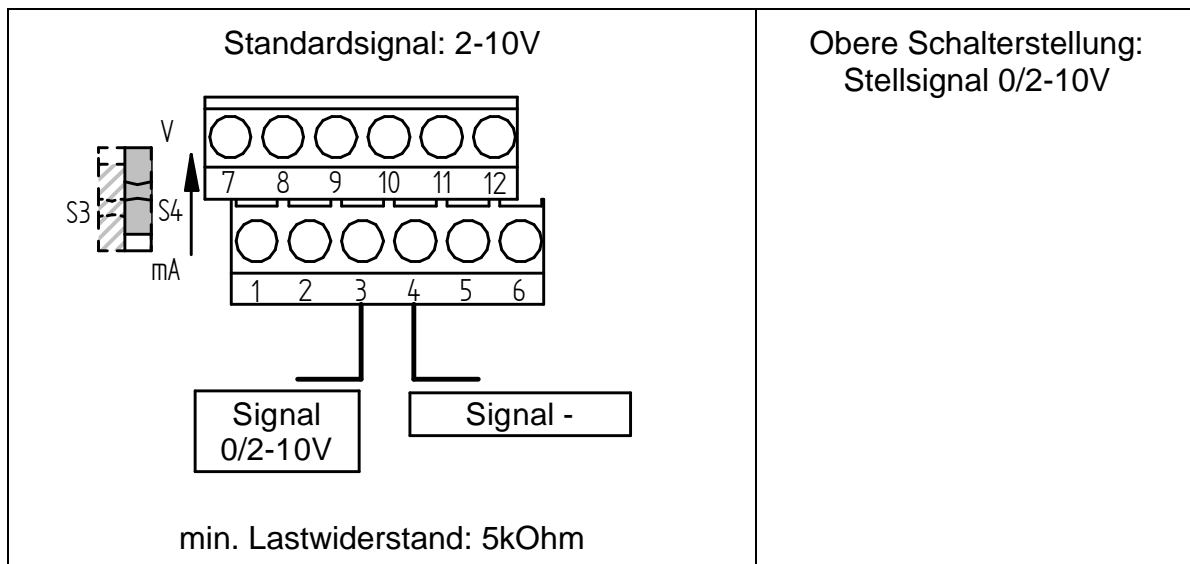 Standardsignal: 2-10V
V
7 8 9 10 11 12
S3 S4
mA
1 2 3 4 5 6
Signal
0/2-10V
Signal -
min. Lastwiderstand: 5kOhm
Obere Schalterstellung:
Stellsignal 0/2-10V